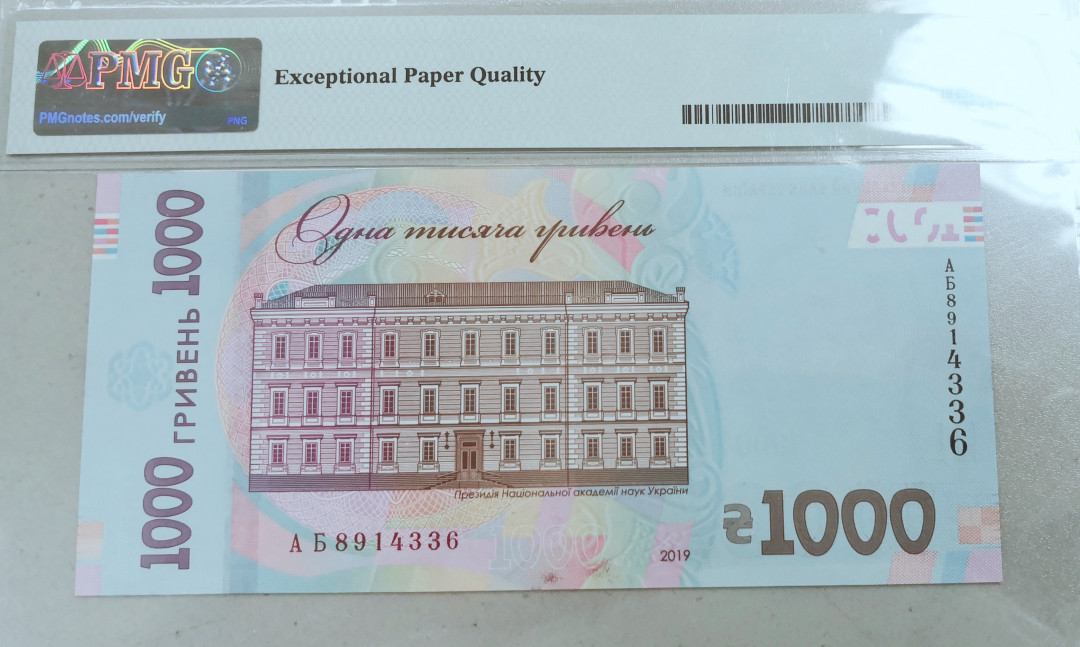 PMG
Exceptional Paper Quality
PMGnotes.com/verify
PNG
Одна тисяча гривень
1000 ГРИВЕНЬ 1000
АБ8914336
Президія Національної академії наук України
АБ8914336
1000
2019
₴1000